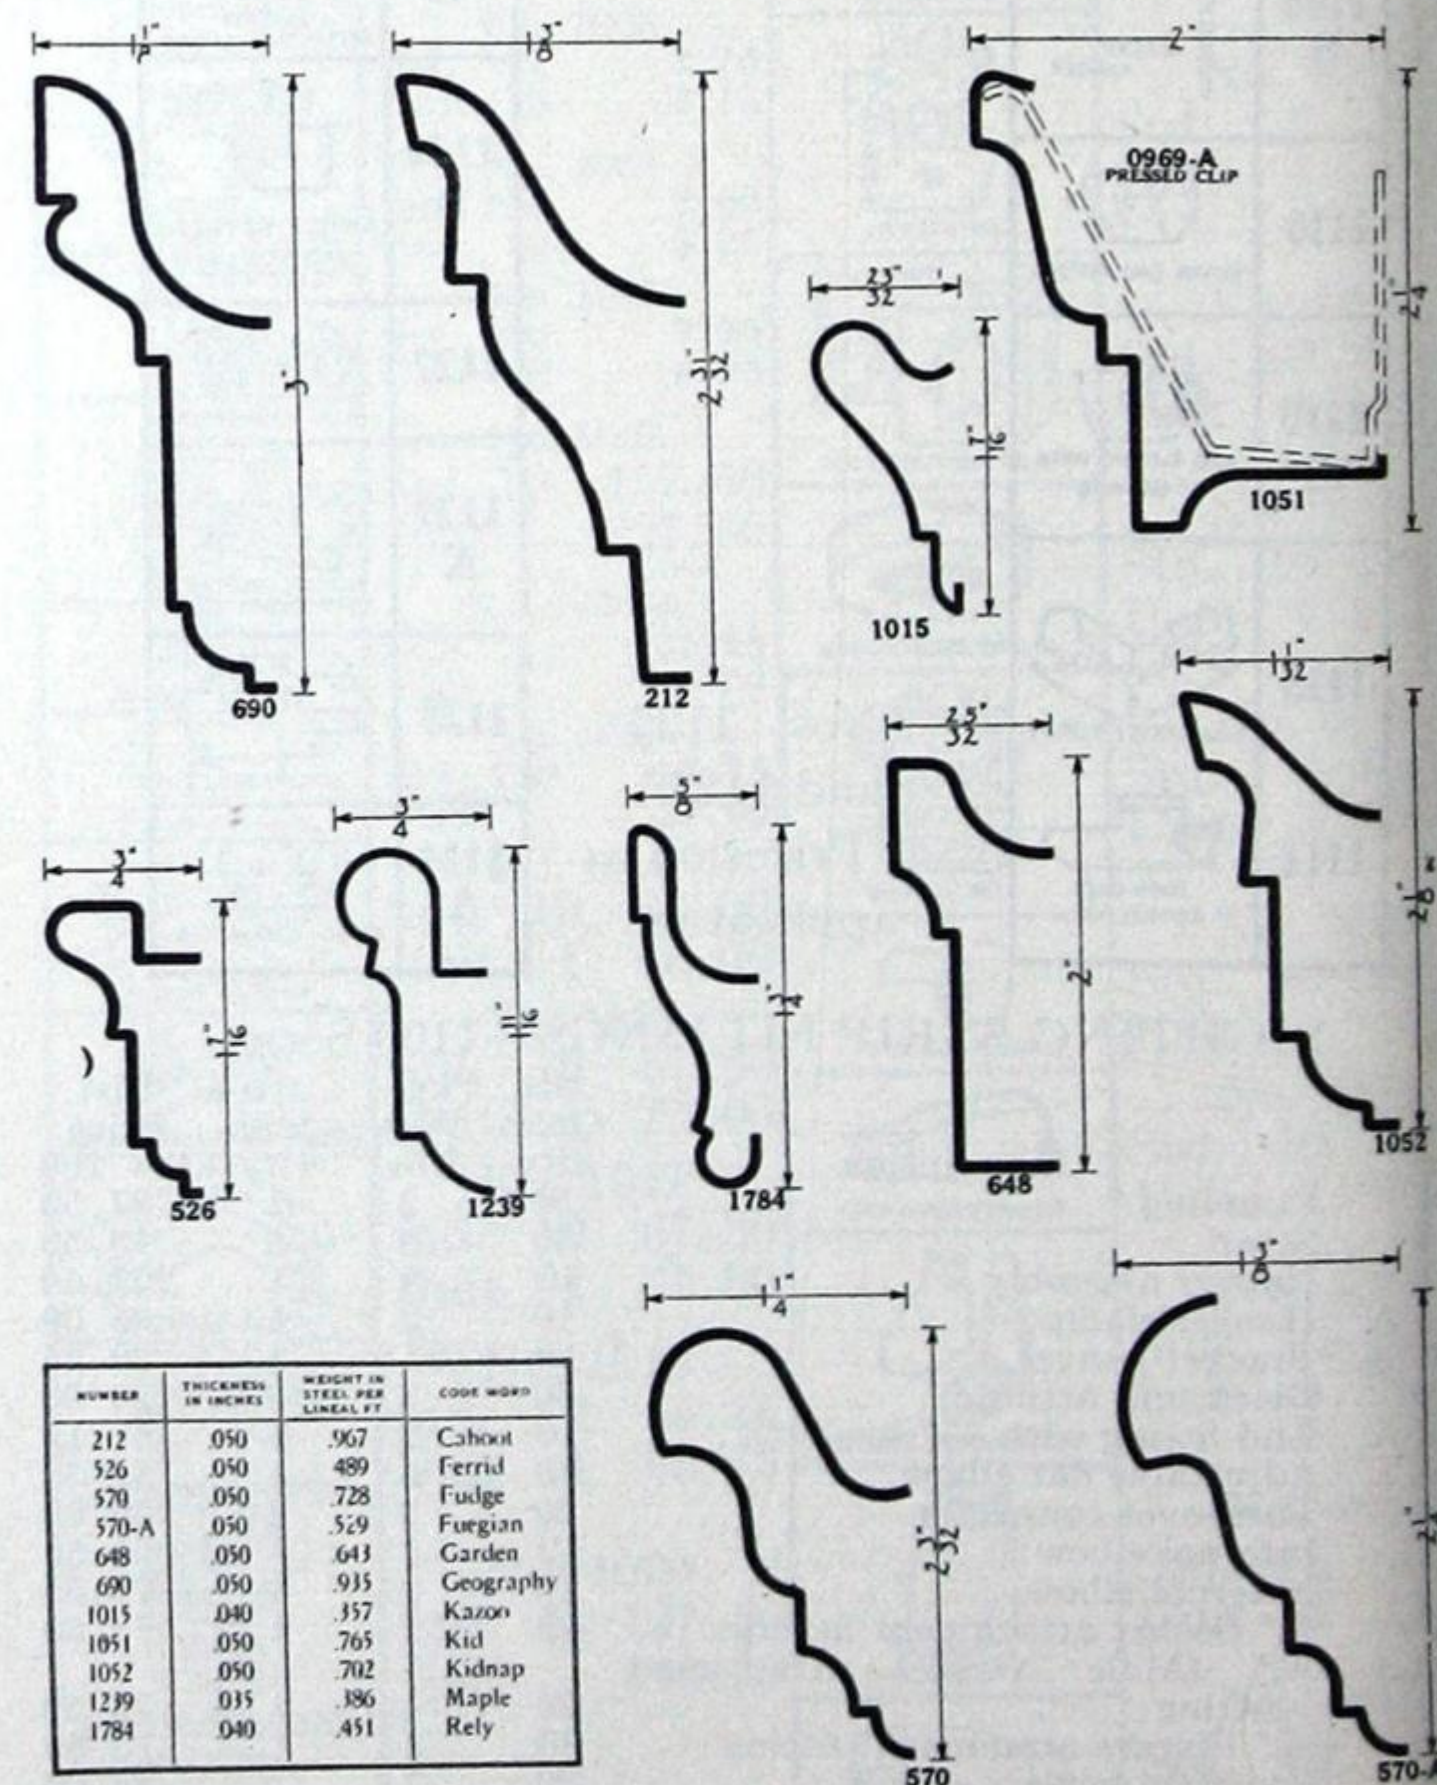 1 1/2"
1 3/8"
2"
3"
2 31/32"
0969-A
PRESSED CLIP
2 1/4"
23/32"
1 7/16"
1051
1015
690
212
1 1/32"
25/32"
2"
2 1/8"
5/8"
3/4"
3/4"
1 7/16"
1 11/16"
1 3/4"
526
1239
1784
648
1052
1 1/4"
1 3/8"
2 3/32"
570
NUMBER THICKNESS IN INCHES WEIGHT IN STEEL PER LINEAL FT CODE WORD
212 .050 .967 Cahoot
526 .050 .489 Ferrid
570 .050 .728 Fudge
570-A .050 .529 Fuegian
648 .050 .643 Garden
690 .050 .935 Geography
1015 .040 .357 Kazoo
1051 .050 .765 Kid
1052 .050 .702 Kidnap
1239 .035 .386 Maple
1784 .040 .451 Rely
570-A